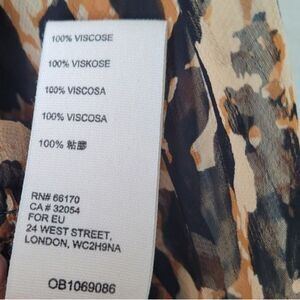 100% VISCOSE
100% VISKOSE
100% VISCOSA
100% VISCOSA
100% 粘膠
RN# 66170
CA # 32054
FOR EU
24 WEST STREET,
LONDON, WC2H9NA
OB1069086